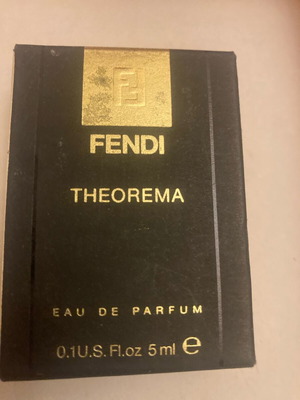 FENDI
THEOREMA
EAU DE PARFUM
0.1U.S. Fl.oz 5ml ℮